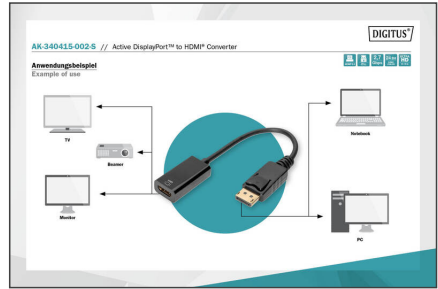 DIGITUS®
AK-340415-002-S // Active DisplayPort™ to HDMI® Converter
Anwendungsbeispiel
Example of use
TV
Beamer
Monitor
Notebook
PC